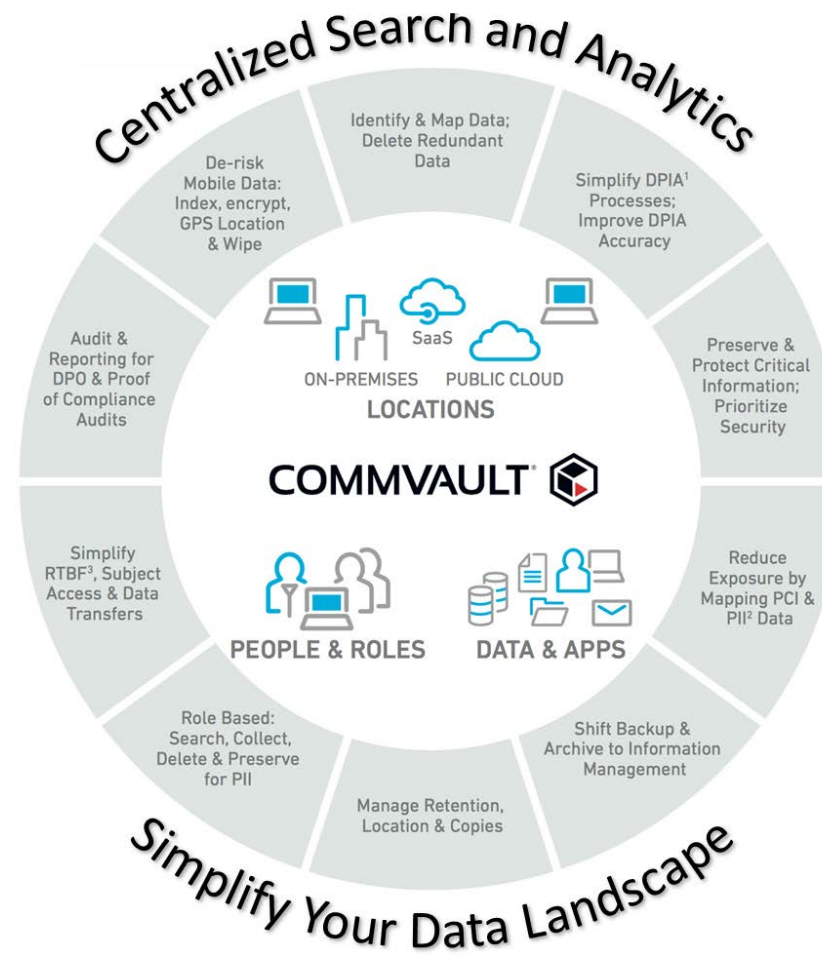 Centralized Search and Analytics
Identify & Map Data;
Delete Redundant
Data
Simplify DPIA¹
Processes;
Improve DPIA
Accuracy
Preserve &
Protect Critical
Information;
Prioritize
Security
Reduce
Exposure by
Mapping PCI &
PII² Data
Shift Backup &
Archive to Information
Management
Manage Retention,
Location & Copies
Role Based:
Search, Collect,
Delete & Preserve
for PII
Simplify
RTBF³, Subject
Access & Data
Transfers
Audit &
Reporting for
DPO & Proof
of Compliance
Audits
De-risk
Mobile Data:
Index, encrypt,
GPS Location
& Wipe
SaaS
ON-PREMISES
PUBLIC CLOUD
LOCATIONS
COMMVAULT®
PEOPLE & ROLES
DATA & APPS
Simplify Your Data Landscape